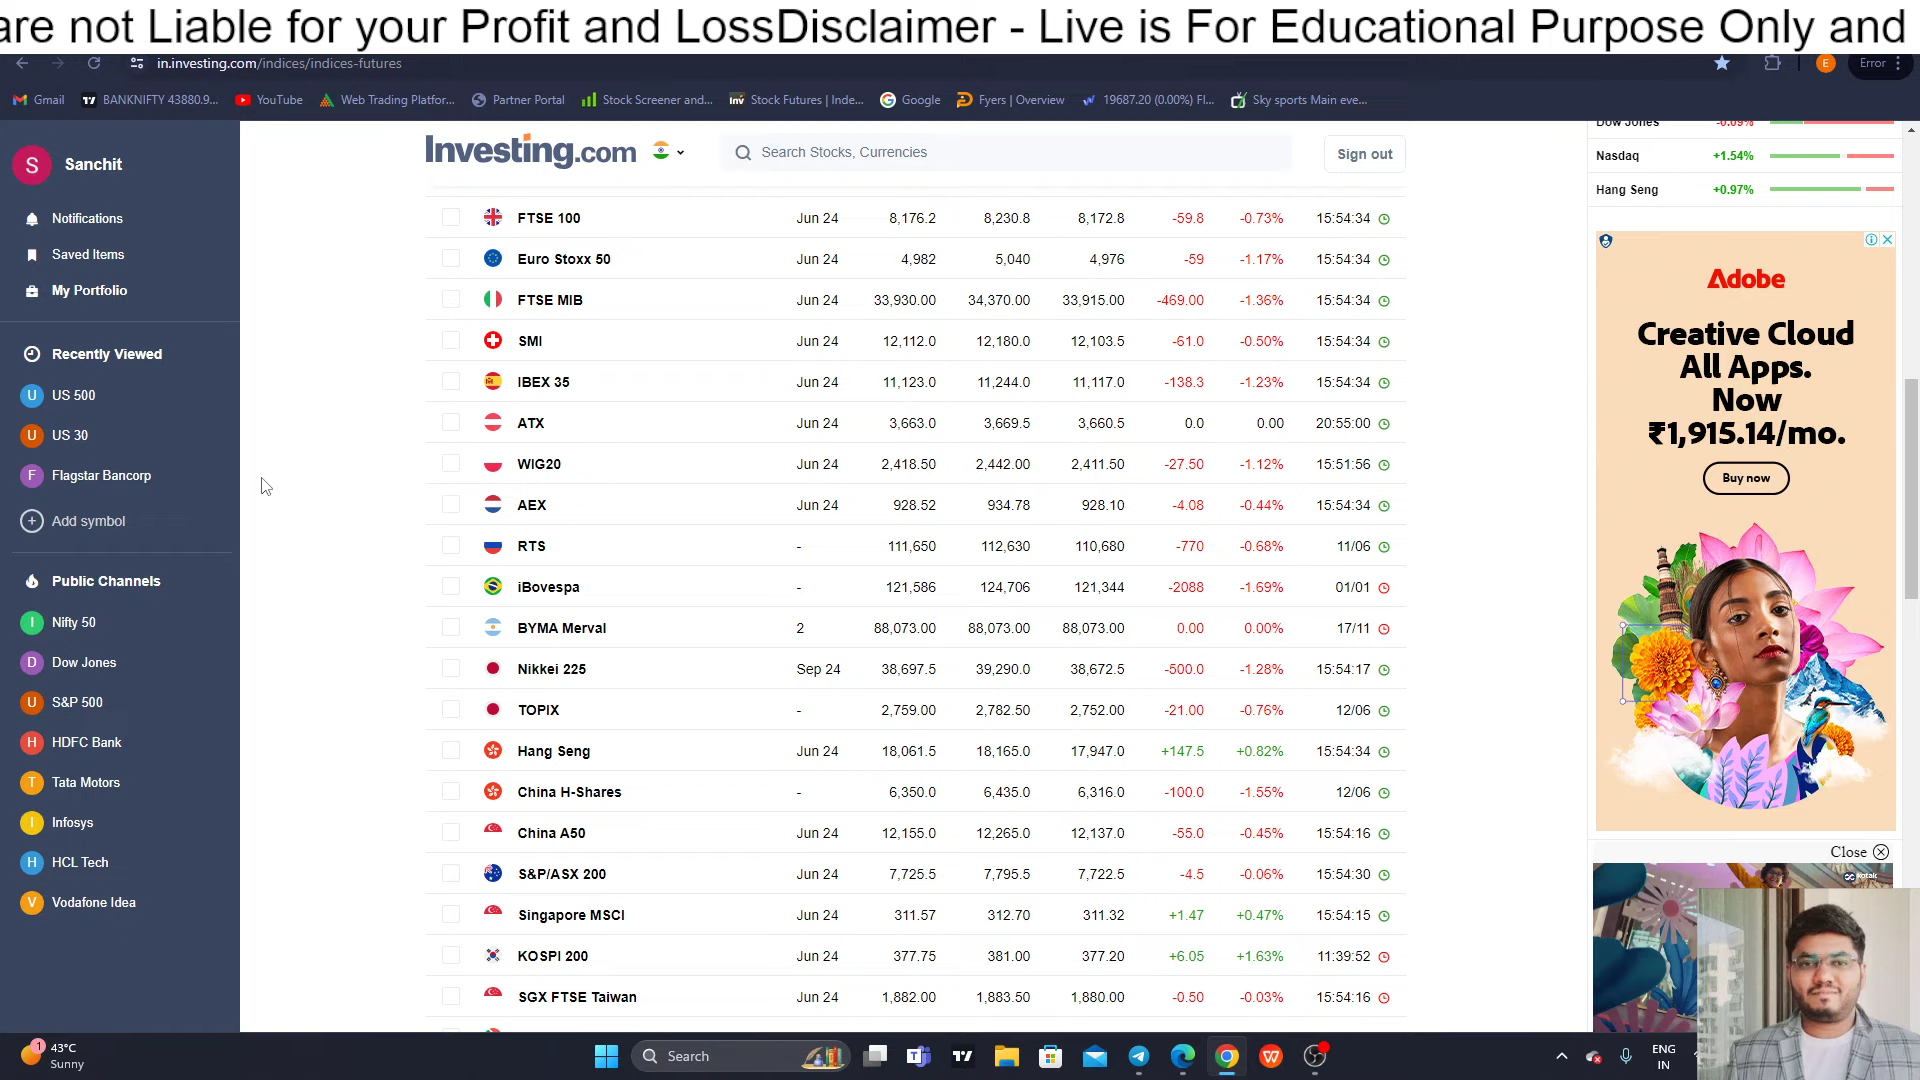 are not Liable for your Profit and LossDisclaimer - Live is For Educational Purpose Only and
in.investing.com/indices/indices-futures
E
Error
Gmail
BANKNIFTY 43880.9...
YouTube
Web Trading Platfor...
Partner Portal
Stock Screener and...
Inv Stock Futures | Inde...
Google
Fyers | Overview
19687.20 (0.00%) Fl...
Sky sports Main eve...
S Sanchit
Notifications
Saved Items
My Portfolio
Recently Viewed
U US 500
U US 30
F Flagstar Bancorp
Add symbol
Public Channels
I Nifty 50
D Dow Jones
U S&P 500
H HDFC Bank
T Tata Motors
I Infosys
H HCL Tech
V Vodafone Idea
Investing.com
Search Stocks, Currencies
Sign out
FTSE 100 Jun 24 8,176.2 8,230.8 8,172.8 -59.8 -0.73% 15:54:34
Euro Stoxx 50 Jun 24 4,982 5,040 4,976 -59 -1.17% 15:54:34
FTSE MIB Jun 24 33,930.00 34,370.00 33,915.00 -469.00 -1.36% 15:54:34
SMI Jun 24 12,112.0 12,180.0 12,103.5 -61.0 -0.50% 15:54:34
IBEX 35 Jun 24 11,123.0 11,244.0 11,117.0 -138.3 -1.23% 15:54:34
ATX Jun 24 3,663.0 3,669.5 3,660.5 0.0 0.00 20:55:00
WIG20 Jun 24 2,418.50 2,442.00 2,411.50 -27.50 -1.12% 15:51:56
AEX Jun 24 928.52 934.78 928.10 -4.08 -0.44% 15:54:34
RTS - 111,650 112,630 110,680 -770 -0.68% 11/06
iBovespa - 121,586 124,706 121,344 -2088 -1.69% 01/01
BYMA Merval 2 88,073.00 88,073.00 88,073.00 0.00 0.00% 17/11
Nikkei 225 Sep 24 38,697.5 39,290.0 38,672.5 -500.0 -1.28% 15:54:17
TOPIX - 2,759.00 2,782.50 2,752.00 -21.00 -0.76% 12/06
Hang Seng Jun 24 18,061.5 18,165.0 17,947.0 +147.5 +0.82% 15:54:34
China H-Shares - 6,350.0 6,435.0 6,316.0 -100.0 -1.55% 12/06
China A50 Jun 24 12,155.0 12,265.0 12,137.0 -55.0 -0.45% 15:54:16
S&P/ASX 200 Jun 24 7,725.5 7,795.5 7,722.5 -4.5 -0.06% 15:54:30
Singapore MSCI Jun 24 311.57 312.70 311.32 +1.47 +0.47% 15:54:15
KOSPI 200 Jun 24 377.75 381.00 377.20 +6.05 +1.63% 11:39:52
SGX FTSE Taiwan Jun 24 1,882.00 1,883.50 1,880.00 -0.50 -0.03% 15:54:16
Dow Jones -0.09%
Nasdaq +1.54%
Hang Seng +0.97%
Adobe
Creative Cloud
All Apps.
Now
₹1,915.14/mo.
Buy now
Close
kotak
1
43°C
Sunny
Search
ENG
IN